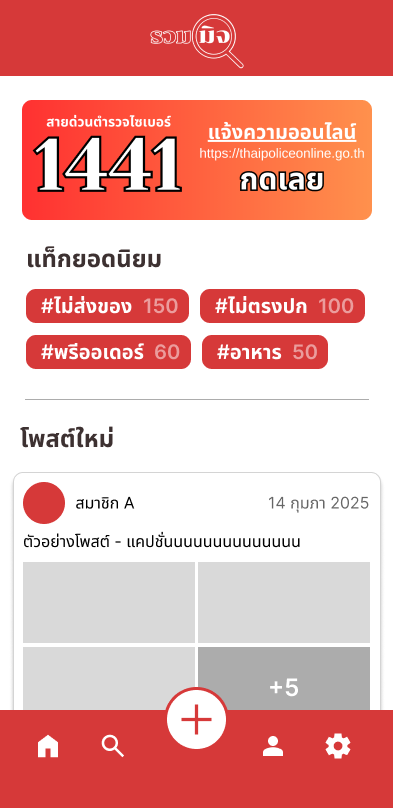 รวมมิจ
สายด่วนตำรวจไซเบอร์
1441
แจ้งความออนไลน์
https://thaipoliceonline.go.th
กดเลย
แท็กยอดนิยม
#ไม่ส่งของ 150
#ไม่ตรงปก 100
#พรีออเดอร์ 60
#อาหาร 50
โพสต์ใหม่
สมาชิก A
14 กุมภา 2025
ตัวอย่างโพสต์ - แคปชั่นนนนนนนนนนนนน
+5